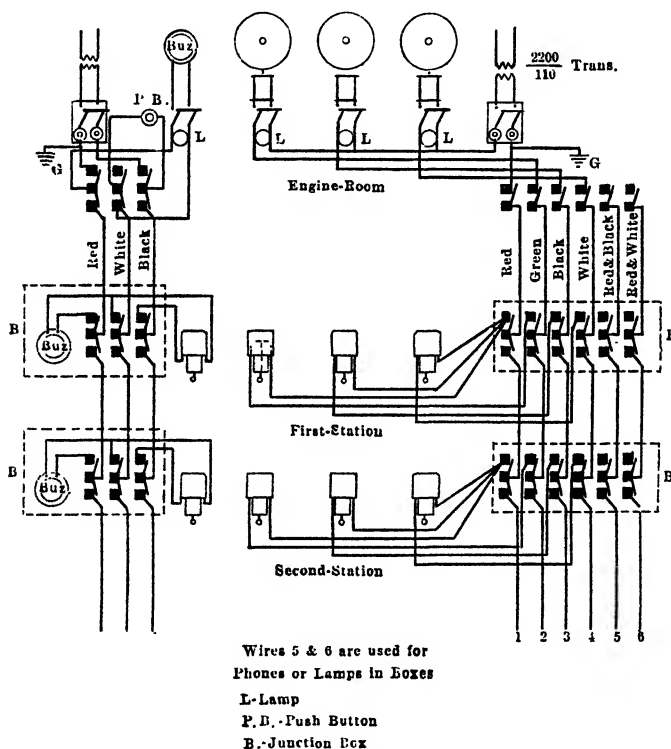 Buz
P B.
2200
110
Trans.
L
L
L
L
G
G
Engine-Room
Red
White
Black
Red
Green
Black
White
Red&Black
Red&White
B
Buz
First-Station
B
Buz
B
Second-Station
1 2 3 4 5 6
Wires 5 & 6 are used for
Phones or Lamps in Boxes
L-Lamp
P.B.-Push Button
B.-Junction Box